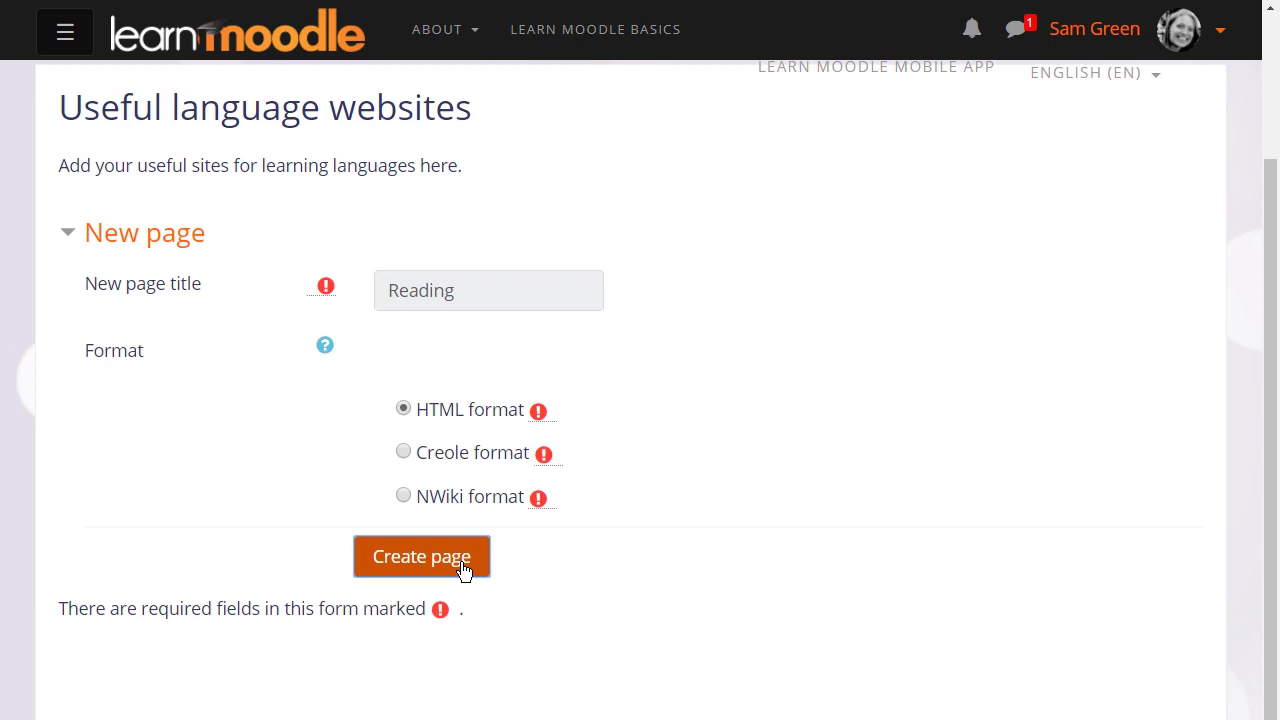 learn moodle
ABOUT
LEARN MOODLE BASICS
1
Sam Green
LEARN MOODLE MOBILE APP
ENGLISH (EN)
Useful language websites
Add your useful sites for learning languages here.
New page
New page title
Reading
Format
?
HTML format
Creole format
NWiki format
Create page
There are required fields in this form marked .